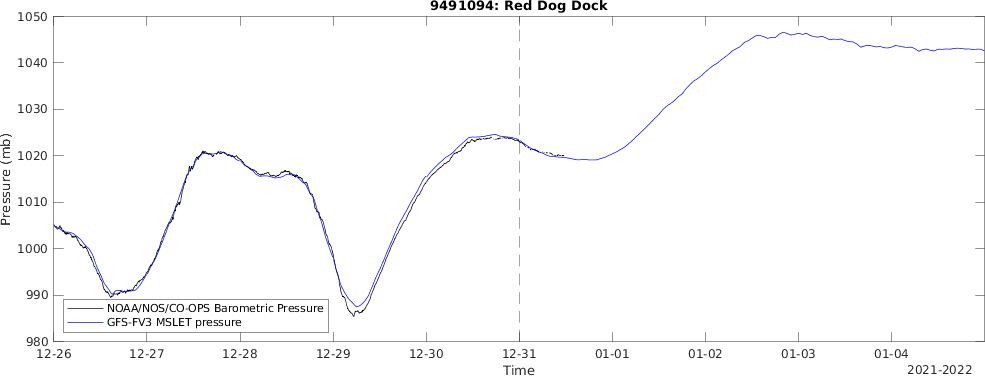 9491094: Red Dog Dock
1050
1040
1030
1020
1010
1000
990
980
Pressure (mb)
NOAA/NOS/CO-OPS Barometric Pressure
GFS-FV3 MSLET pressure
12-26 12-27 12-28 12-29 12-30 12-31 01-01 01-02 01-03 01-04
Time
2021-2022